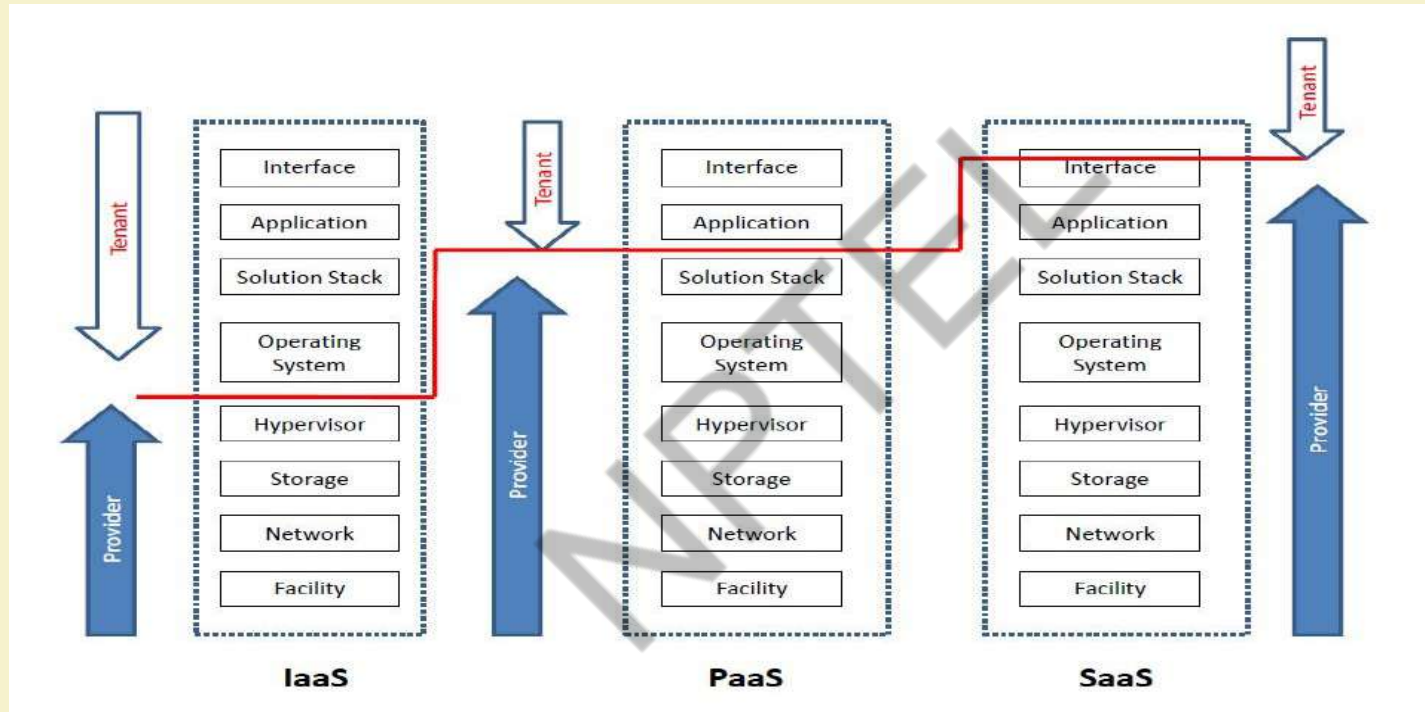 Tenant
Provider
Interface
Application
Solution Stack
Operating
System
Hypervisor
Storage
Network
Facility
IaaS
Tenant
Provider
Interface
Application
Solution Stack
Operating
System
Hypervisor
Storage
Network
Facility
PaaS
Interface
Application
Solution Stack
Operating
System
Hypervisor
Storage
Network
Facility
SaaS
Tenant
Provider
NPTEL